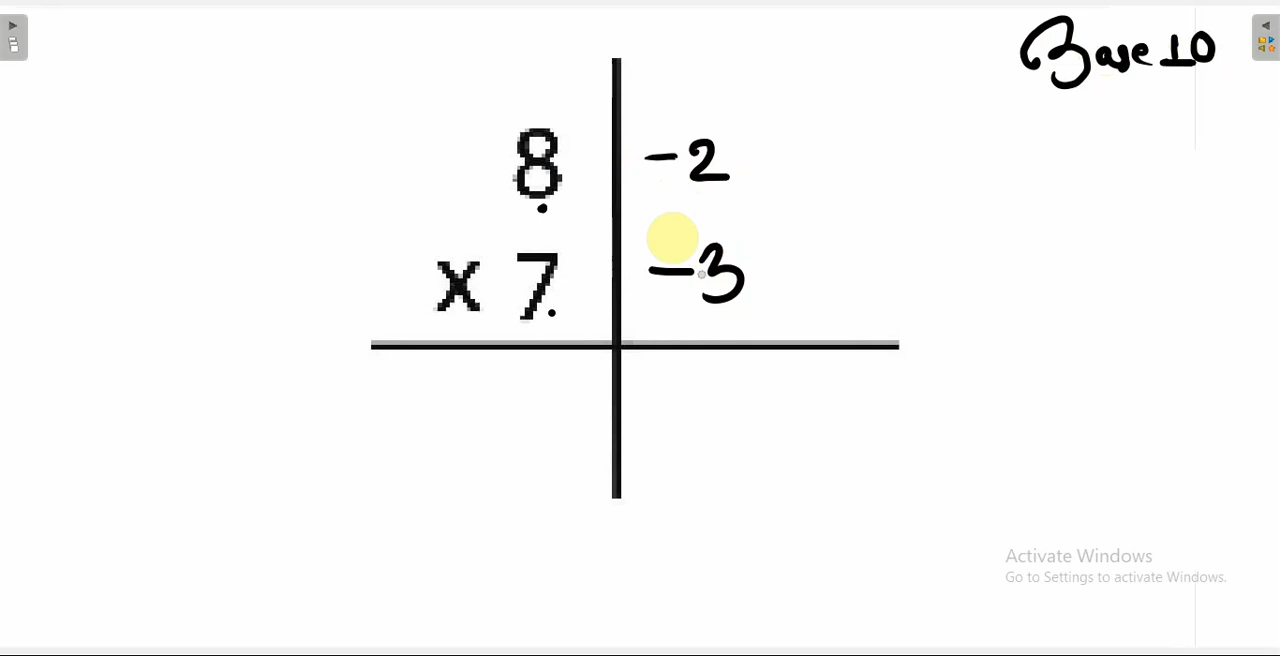 Base 10
8 -2
x 7 -3
Activate Windows
Go to Settings to activate Windows.